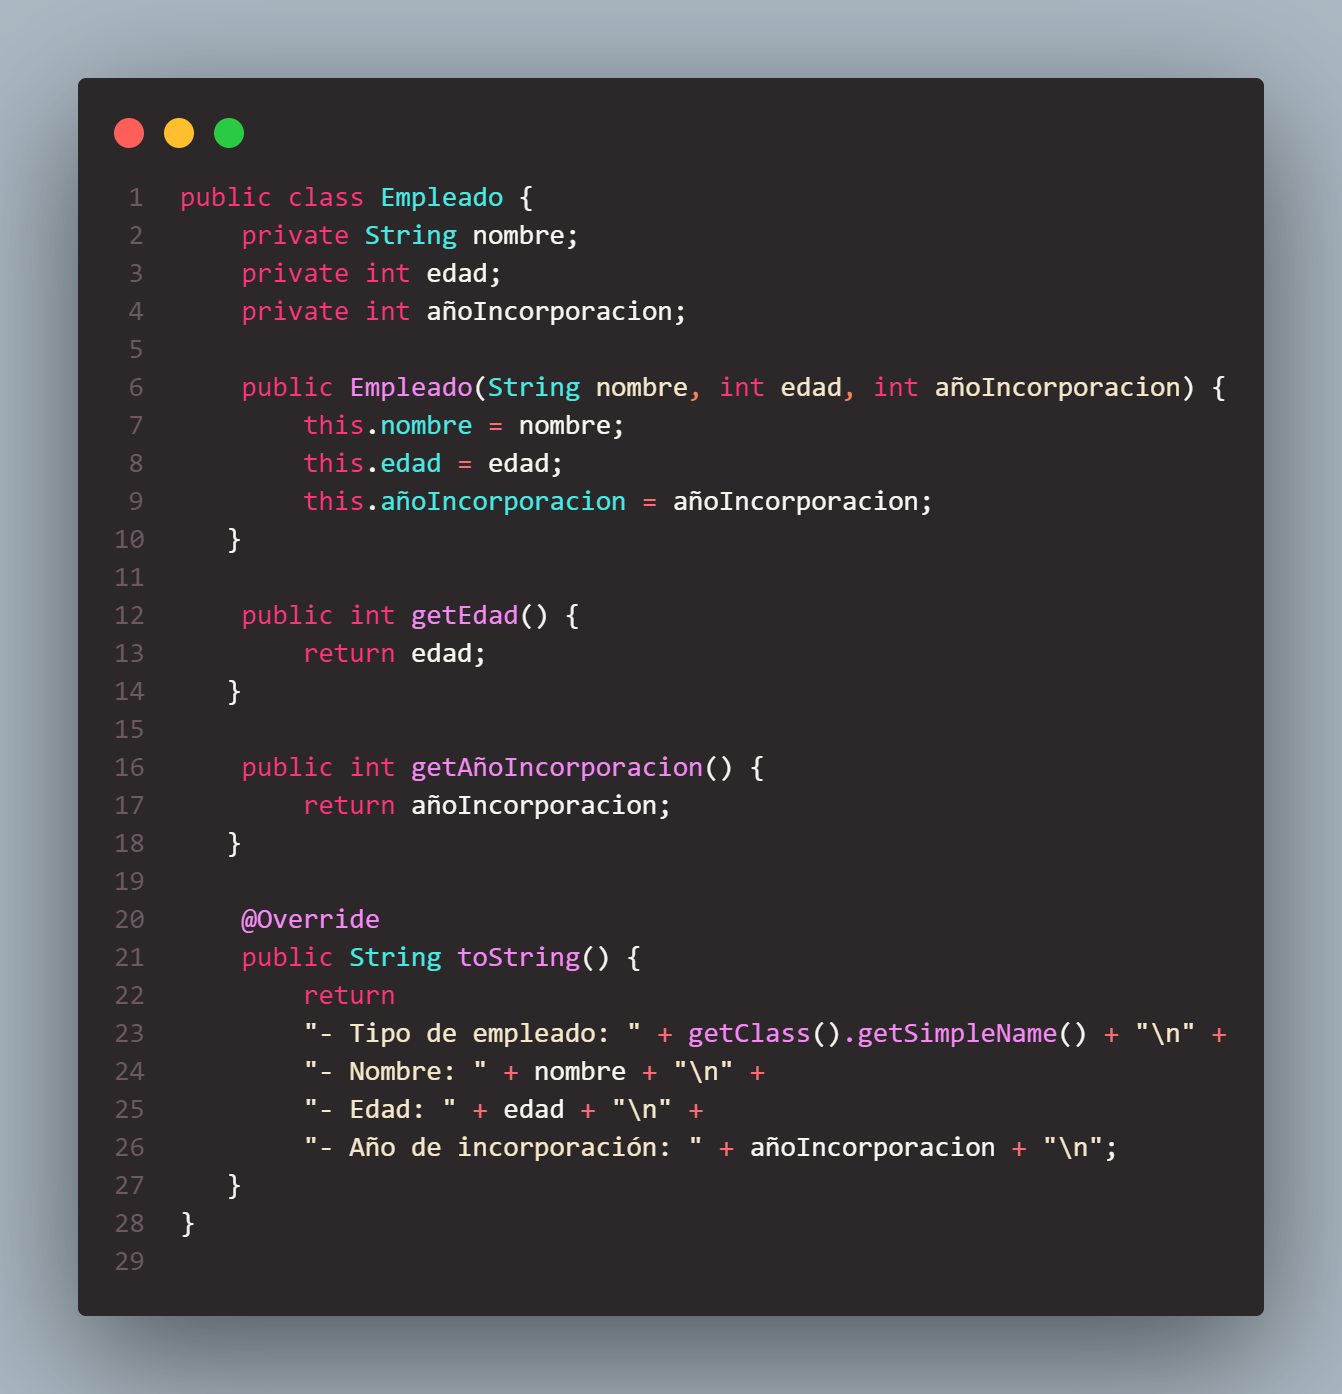 1 public class Empleado {
2     private String nombre;
3     private int edad;
4     private int añoIncorporacion;
5
6     public Empleado(String nombre, int edad, int añoIncorporacion) {
7         this.nombre = nombre;
8         this.edad = edad;
9         this.añoIncorporacion = añoIncorporacion;
10    }
11
12     public int getEdad() {
13         return edad;
14    }
15
16     public int getAñoIncorporacion() {
17         return añoIncorporacion;
18    }
19
20     @Override
21     public String toString() {
22         return
23         "- Tipo de empleado: " + getClass().getSimpleName() + "\n" +
24         "- Nombre: " + nombre + "\n" +
25         "- Edad: " + edad + "\n" +
26         "- Año de incorporación: " + añoIncorporacion + "\n";
27    }
28 }
29